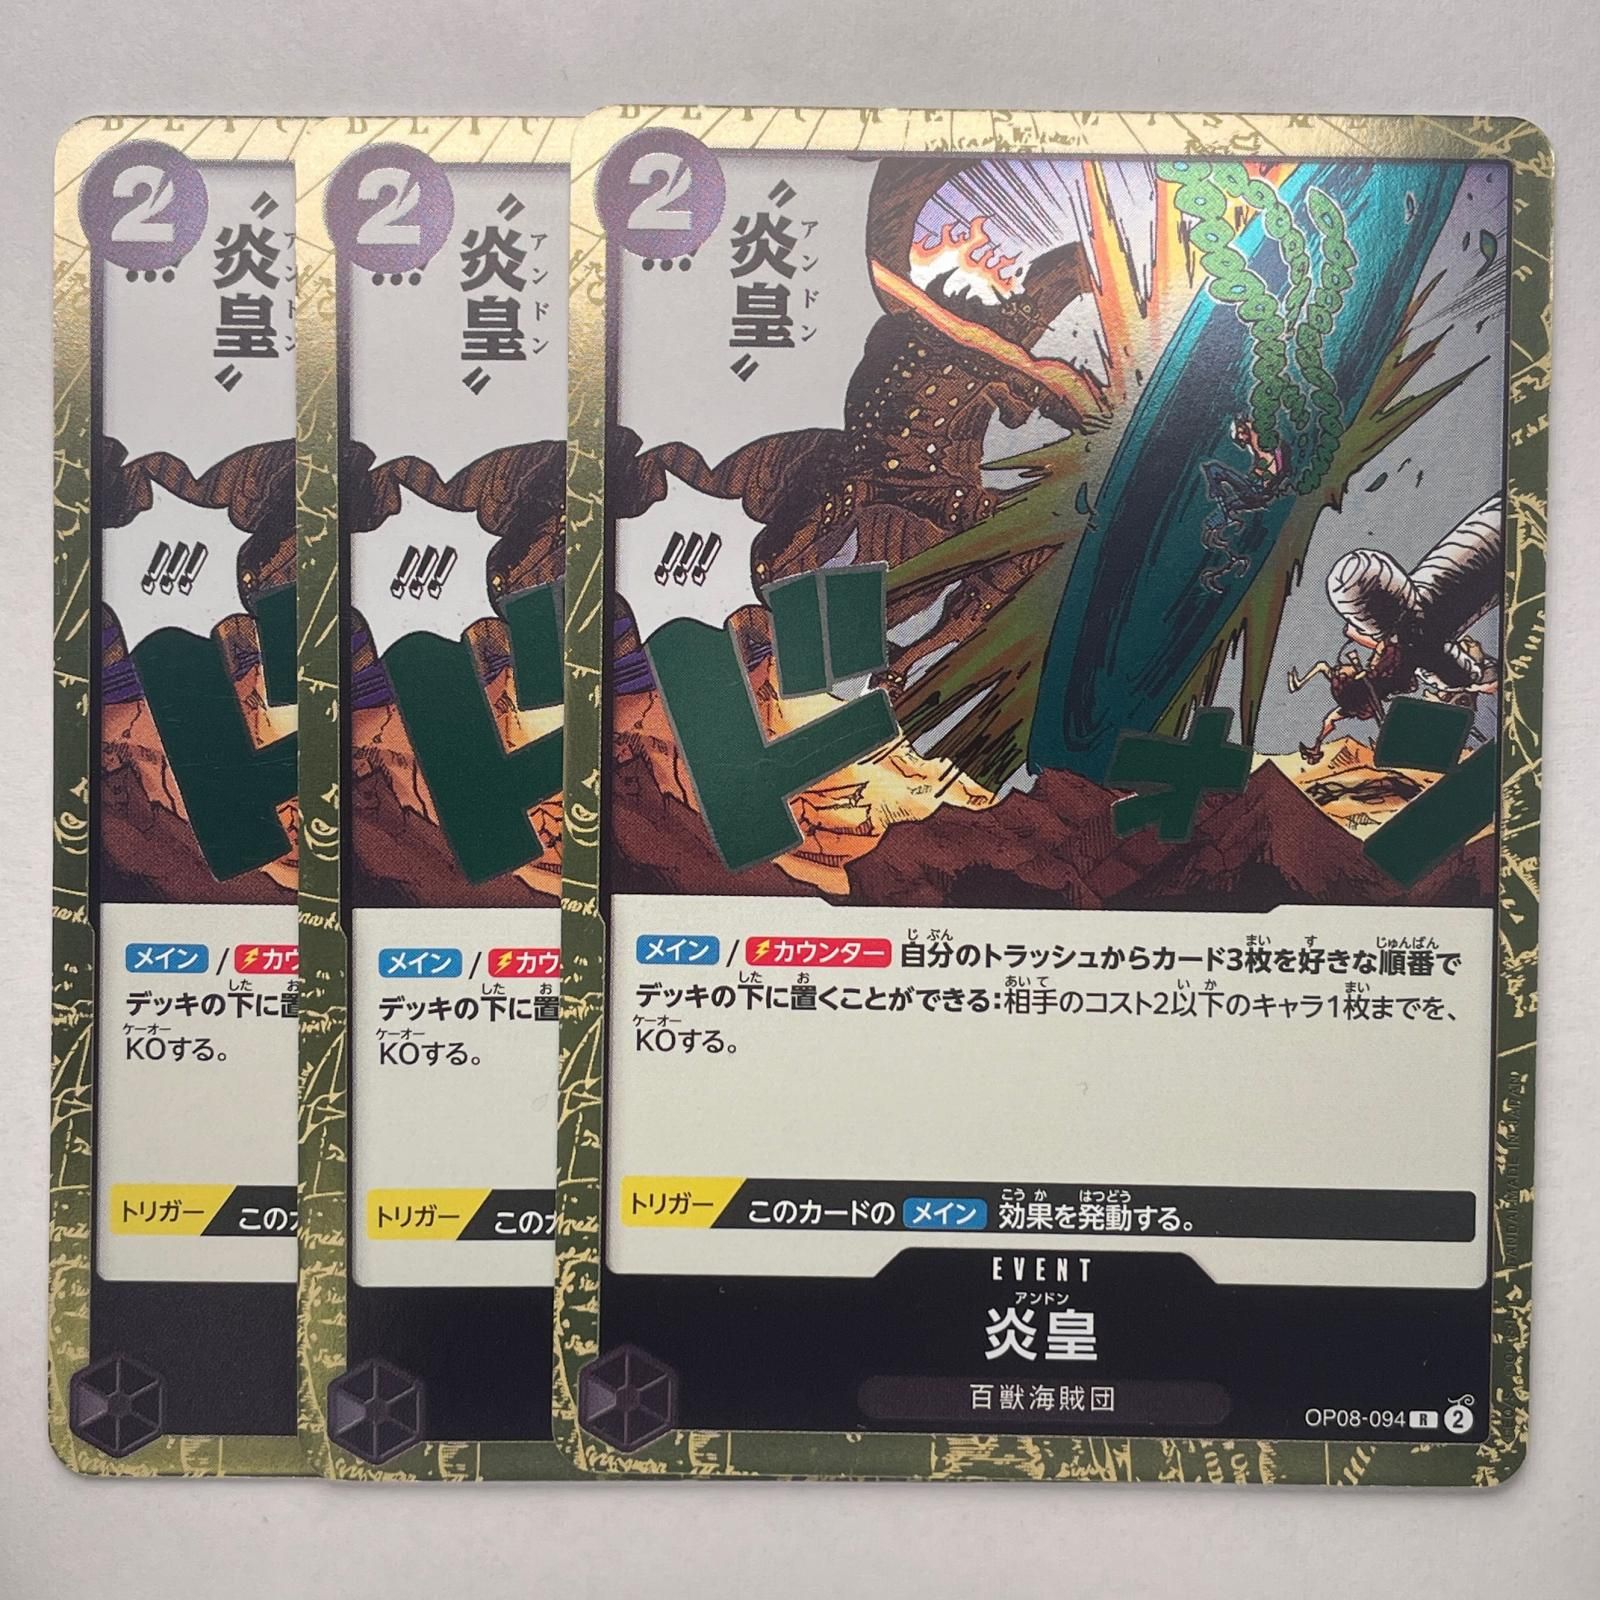 2
〝炎皇〟
アンドン
!!!
メイン / カウ
デッキの下に置
KOする。
トリガー このカ
2
〝炎皇〟
アンドン
!!!
メイン / カウ
デッキの下に置
KOする。
トリガー このカ
2
〝炎皇〟
アンドン
!!!
ドオン
メイン / カウンター 自分のトラッシュからカード3枚を好きな順番で
デッキの下に置くことができる:相手のコスト2以下のキャラ1枚までを、
KOする。
トリガー このカードの メイン 効果を発動する。
EVENT
アンドン
炎皇
百獣海賊団
OP08-094 R 2